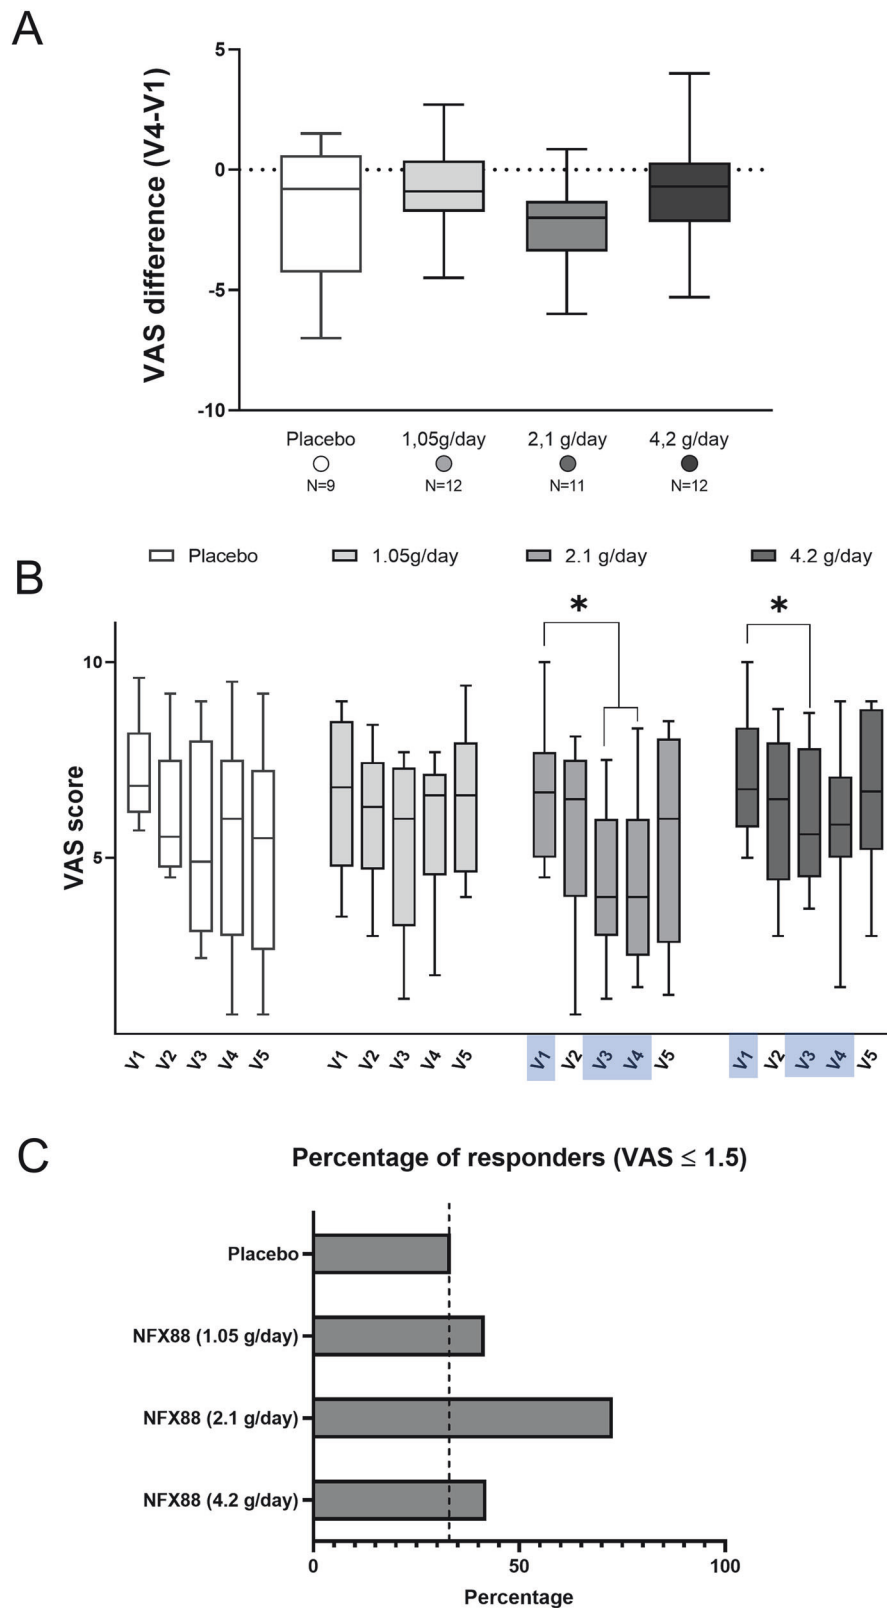 A
VAS difference (V4-V1)
5
0
-5
-10
Placebo 1,05g/day 2,1 g/day 4,2 g/day
N=9 N=12 N=11 N=12
B
Placebo 1.05g/day 2.1 g/day 4.2 g/day
* *
VAS score
10
5
V1 V2 V3 V4 V5 V1 V2 V3 V4 V5 V1 V2 V3 V4 V5 V1 V2 V3 V4 V5
C
Percentage of responders (VAS ≤ 1.5)
Placebo
NFX88 (1.05 g/day)
NFX88 (2.1 g/day)
NFX88 (4.2 g/day)
0 50 100
Percentage